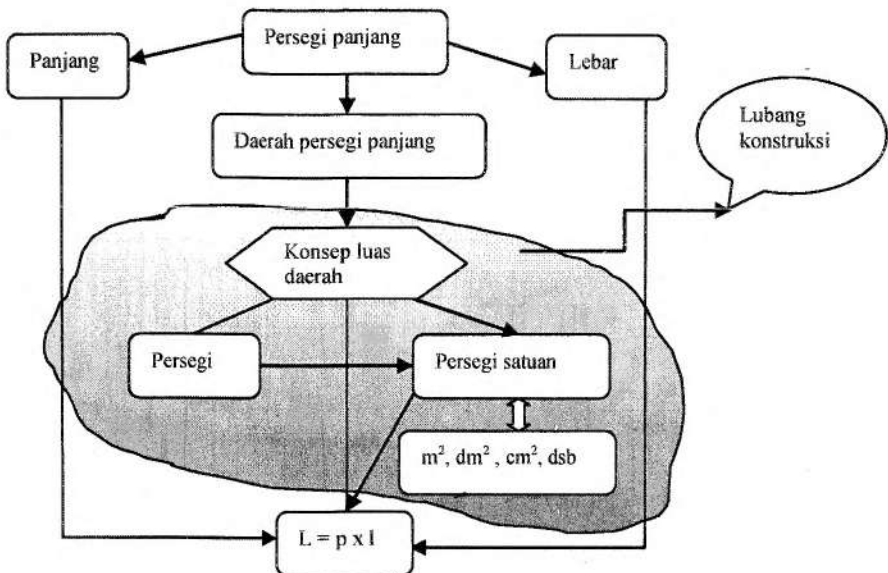 Persegi panjang
Panjang
Lebar
Lubang
konstruksi
Daerah persegi panjang
Konsep luas
daerah
Persegi
Persegi satuan
m², dm² , cm², dsb
L = p x l